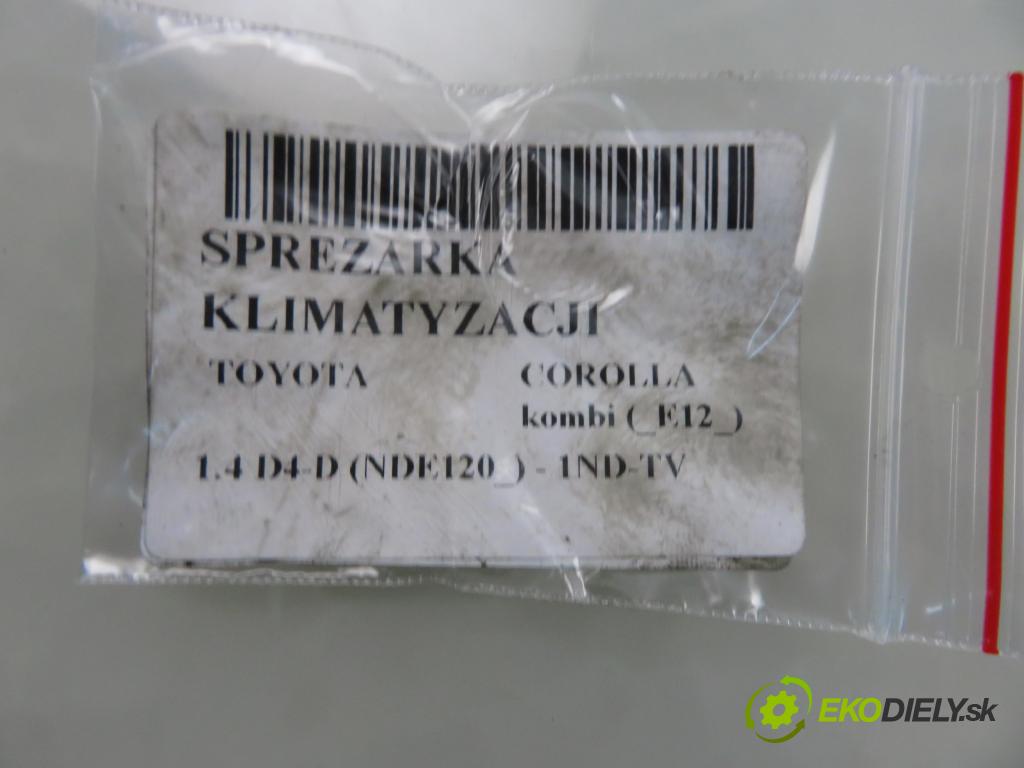 SPREZARKA
KLIMATYZACJI
TOYOTA COROLLA
kombi (_E12_)
1.4 D4-D (NDE120_) - 1ND-TV
EKODIELY.sk